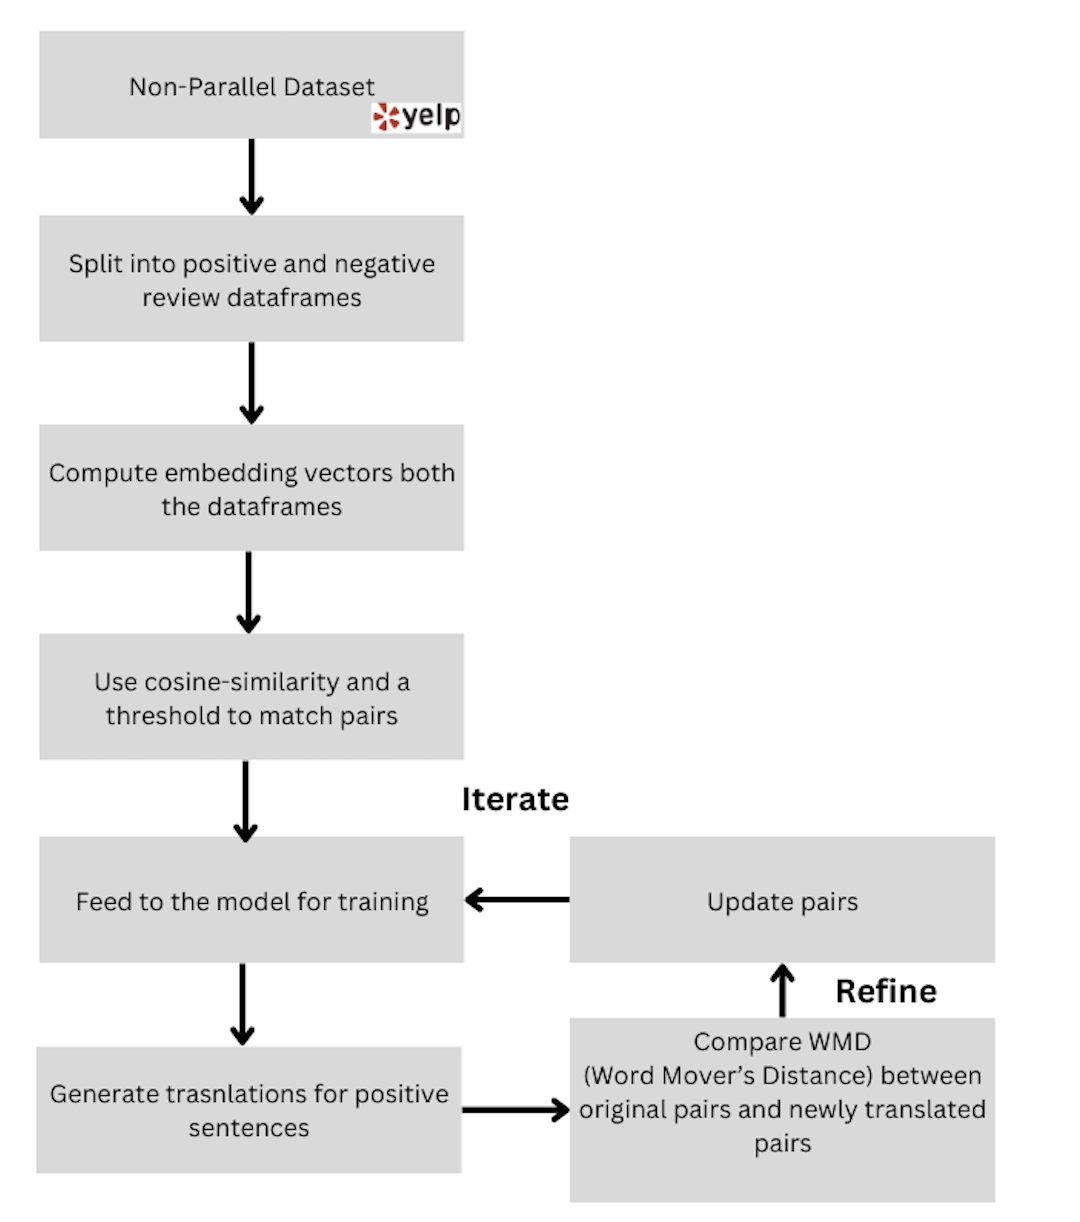 Non-Parallel Dataset
yelp
Split into positive and negative
review dataframes
Compute embedding vectors both
the dataframes
Use cosine-similarity and a
threshold to match pairs
Iterate
Feed to the model for training
Update pairs
Refine
Generate trasnlations for positive
sentences
Compare WMD
(Word Mover's Distance) between
original pairs and newly translated
pairs